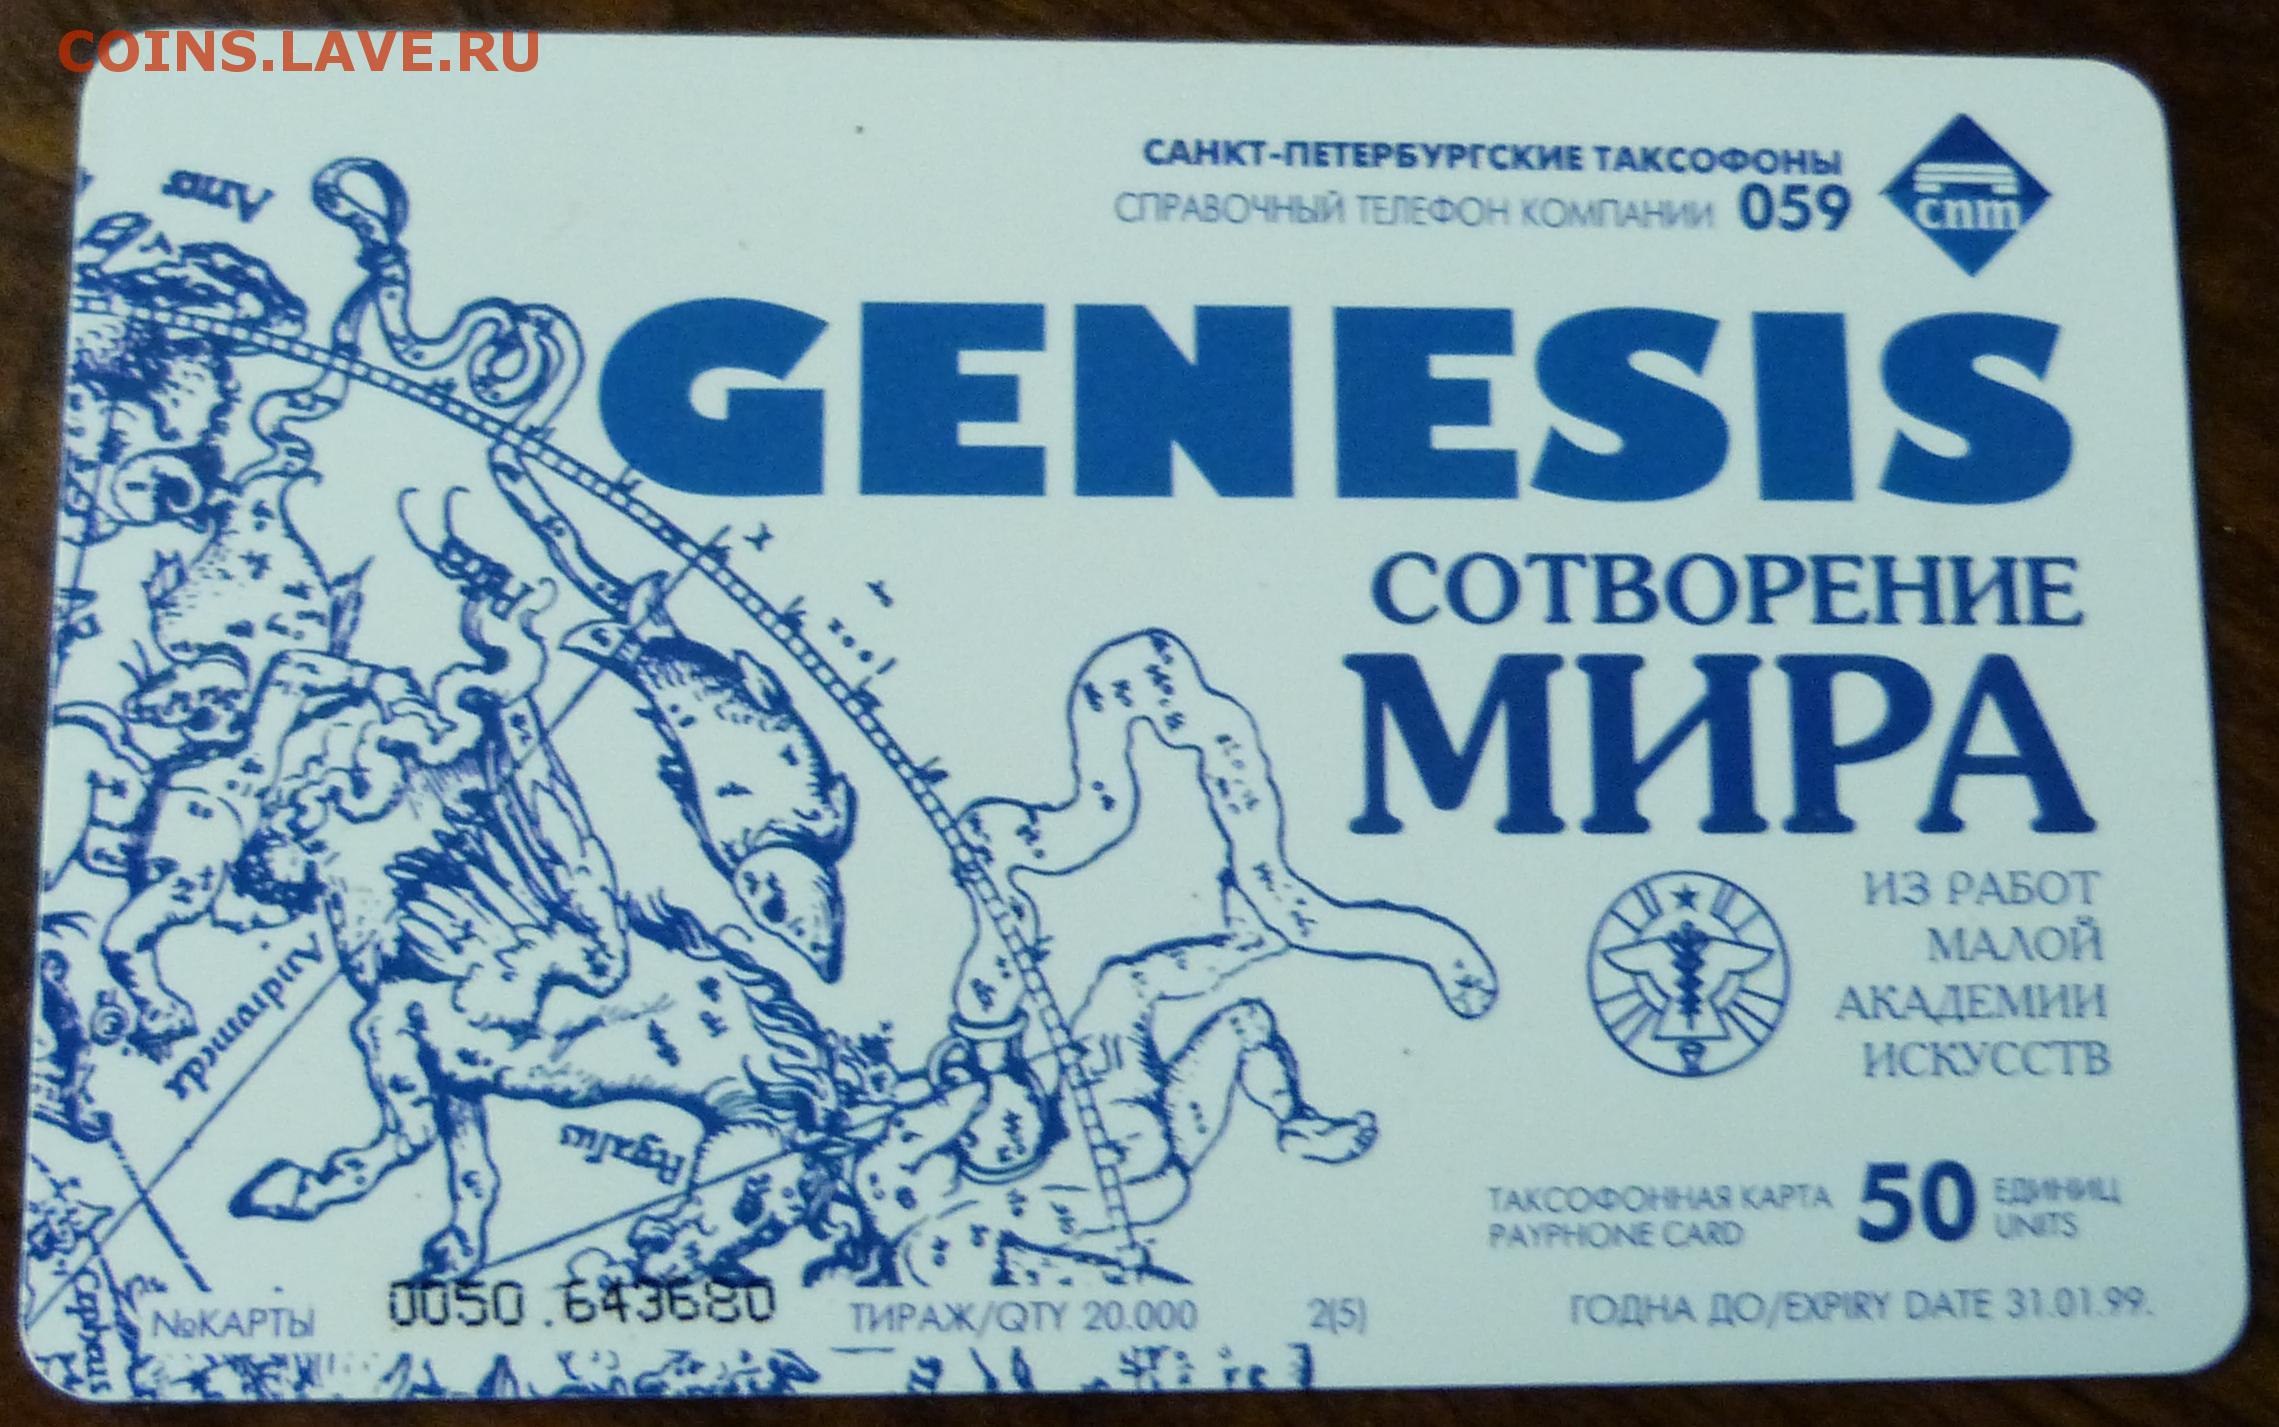 COINS.LAVE.RU
САНКТ-ПЕТЕРБУРГСКИЕ ТАКСОФОНЫ
СПРАВОЧНЫЙ ТЕЛЕФОН КОМПАНИИ 059
спт
GENESIS
СОТВОРЕНИЕ
МИРА
ИЗ РАБОТ
МАЛОЙ
АКАДЕМИИ
ИСКУССТВ
Pegasus
Cepheus
ТАКСОФОННАЯ КАРТА 50 ЕДИНИЦ
PAYPHONE CARD UNITS
№КАРТЫ 0050.643680 ТИРАЖ/QTY 20.000 2(5) ГОДНА ДО/EXPIRY DATE 31.01.99.